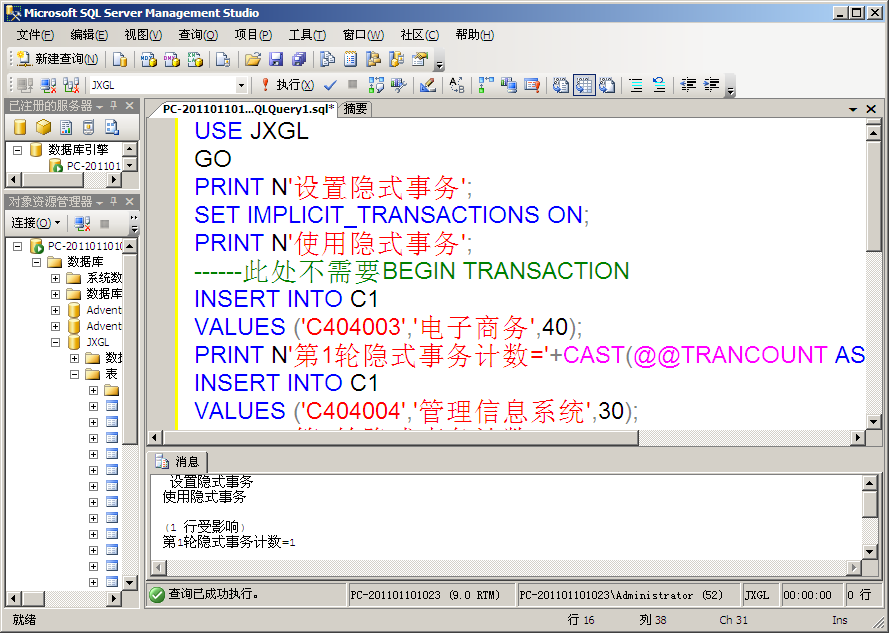 Microsoft SQL Server Management Studio
文件(F) 编辑(E) 视图(V) 查询(Q) 项目(P) 工具(T) 窗口(W) 社区(C) 帮助(H)
新建查询(N)
JXGL 执行(X)
已注册的服务器
数据库引擎
PC-201101
对象资源管理器
连接(O)
PC-2011011010
数据库
系统数
数据库
Advent
Advent
JXGL
数据
表
PC-201101101...QLQuery1.sql* 摘要
USE JXGL
GO
PRINT N'设置隐式事务';
SET IMPLICIT_TRANSACTIONS ON;
PRINT N'使用隐式事务';
------此处不需要BEGIN TRANSACTION
INSERT INTO C1
VALUES ('C404003','电子商务',40);
PRINT N'第1轮隐式事务计数='+CAST(@@TRANCOUNT AS
INSERT INTO C1
VALUES ('C404004','管理信息系统',30);
消息
设置隐式事务
使用隐式事务
(1 行受影响)
第1轮隐式事务计数=1
查询已成功执行。 PC-201101101023 (9.0 RTM) PC-201101101023\Administrator (52) JXGL 00:00:00 0 行
就绪 行 16 列 38 Ch 31 Ins